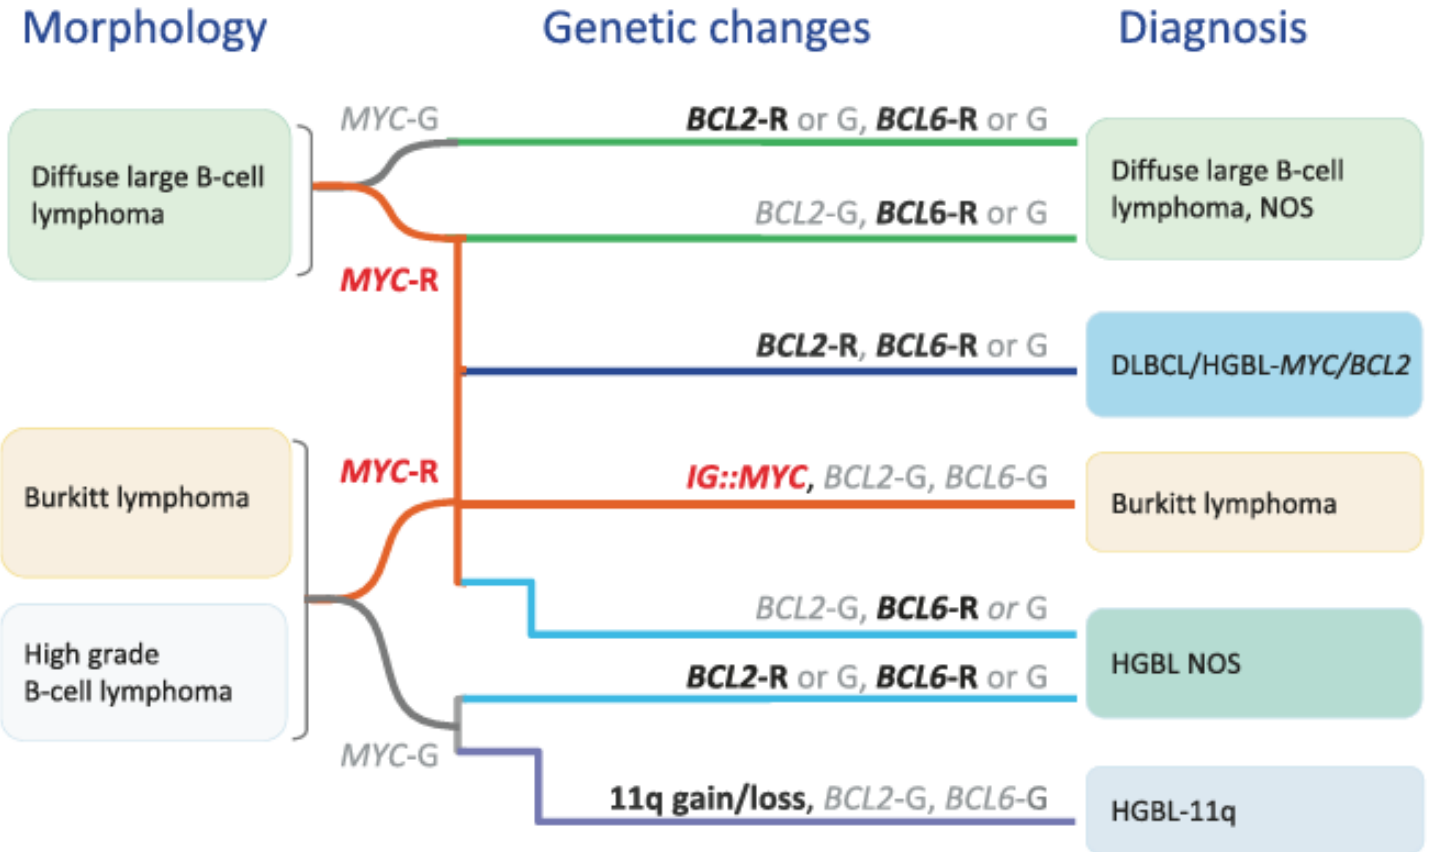 Morphology
Genetic changes
Diagnosis
MYC-G
BCL2-R or G, BCL6-R or G
Diffuse large B-cell
lymphoma
Diffuse large B-cell
lymphoma, NOS
BCL2-G, BCL6-R or G
MYC-R
BCL2-R, BCL6-R or G
DLBCL/HGBL-MYC/BCL2
Burkitt lymphoma
MYC-R
IG::MYC, BCL2-G, BCL6-G
Burkitt lymphoma
BCL2-G, BCL6-R or G
High grade
B-cell lymphoma
HGBL NOS
BCL2-R or G, BCL6-R or G
MYC-G
11q gain/loss, BCL2-G, BCL6-G
HGBL-11q